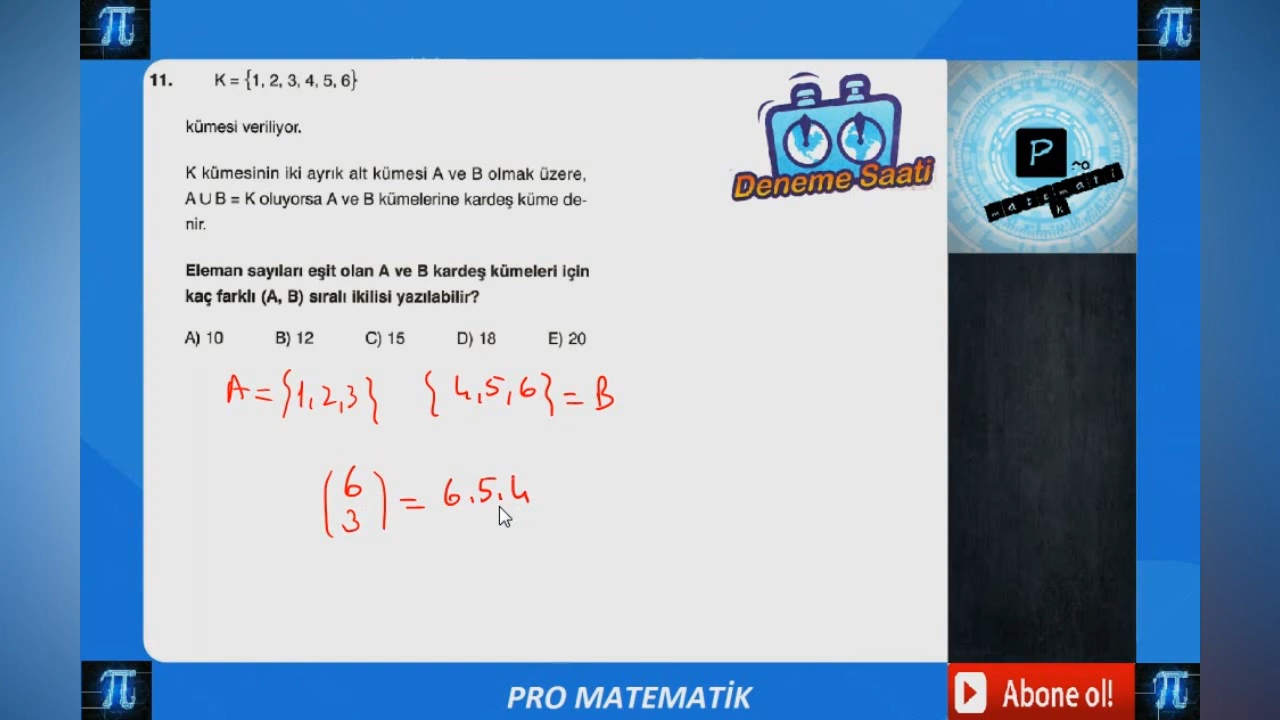 π
π
11. K = {1, 2, 3, 4, 5, 6}
kümesi veriliyor.
K kümesinin iki ayrık alt kümesi A ve B olmak üzere,
A∪B = K oluyorsa A ve B kümelerine kardeş küme de-
nir.
Eleman sayıları eşit olan A ve B kardeş kümeleri için
kaç farklı (A, B) sıralı ikilisi yazılabilir?
A) 10 B) 12 C) 15 D) 18 E) 20
A = {1,2,3} {4,5,6} = B
(6
3) = 6.5.4
Deneme Saati
P
^^o
matematik
π
π
PRO MATEMATİK
Abone ol!